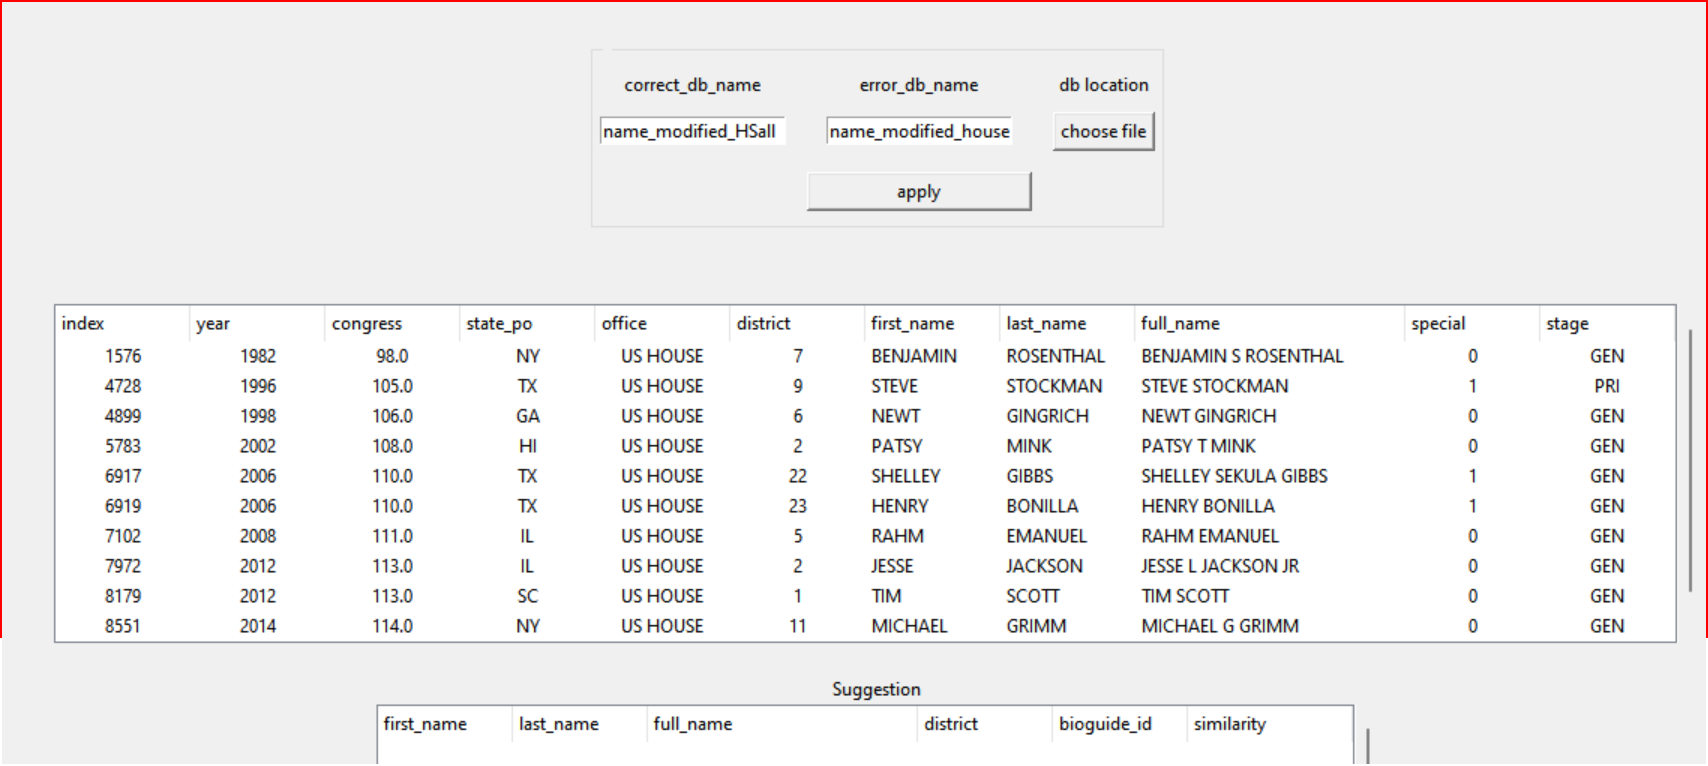 correct_db_name error_db_name db location
name_modified_HSall name_modified_house choose file
apply
index year congress state_po office district first_name last_name full_name special stage
1576 1982 98.0 NY US HOUSE 7 BENJAMIN ROSENTHAL BENJAMIN S ROSENTHAL 0 GEN
4728 1996 105.0 TX US HOUSE 9 STEVE STOCKMAN STEVE STOCKMAN 1 PRI
4899 1998 106.0 GA US HOUSE 6 NEWT GINGRICH NEWT GINGRICH 0 GEN
5783 2002 108.0 HI US HOUSE 2 PATSY MINK PATSY T MINK 0 GEN
6917 2006 110.0 TX US HOUSE 22 SHELLEY GIBBS SHELLEY SEKULA GIBBS 1 GEN
6919 2006 110.0 TX US HOUSE 23 HENRY BONILLA HENRY BONILLA 1 GEN
7102 2008 111.0 IL US HOUSE 5 RAHM EMANUEL RAHM EMANUEL 0 GEN
7972 2012 113.0 IL US HOUSE 2 JESSE JACKSON JESSE L JACKSON JR 0 GEN
8179 2012 113.0 SC US HOUSE 1 TIM SCOTT TIM SCOTT 0 GEN
8551 2014 114.0 NY US HOUSE 11 MICHAEL GRIMM MICHAEL G GRIMM 0 GEN
Suggestion
first_name last_name full_name district bioguide_id similarity